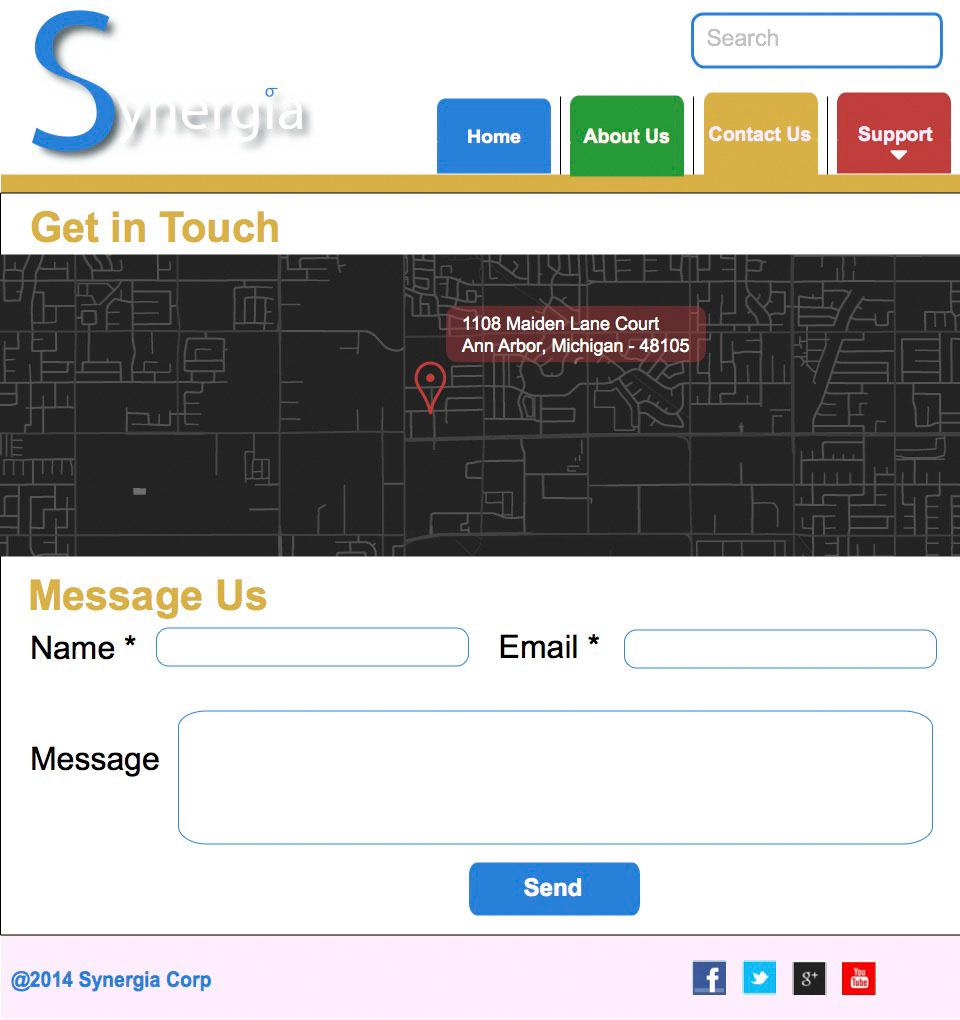 Synergia
σ
Search
Home
About Us
Contact Us
Support
Get in Touch
1108 Maiden Lane Court
Ann Arbor, Michigan - 48105
Message Us
Name *
Email *
Message
Send
@2014 Synergia Corp
f
g+
You
Tube